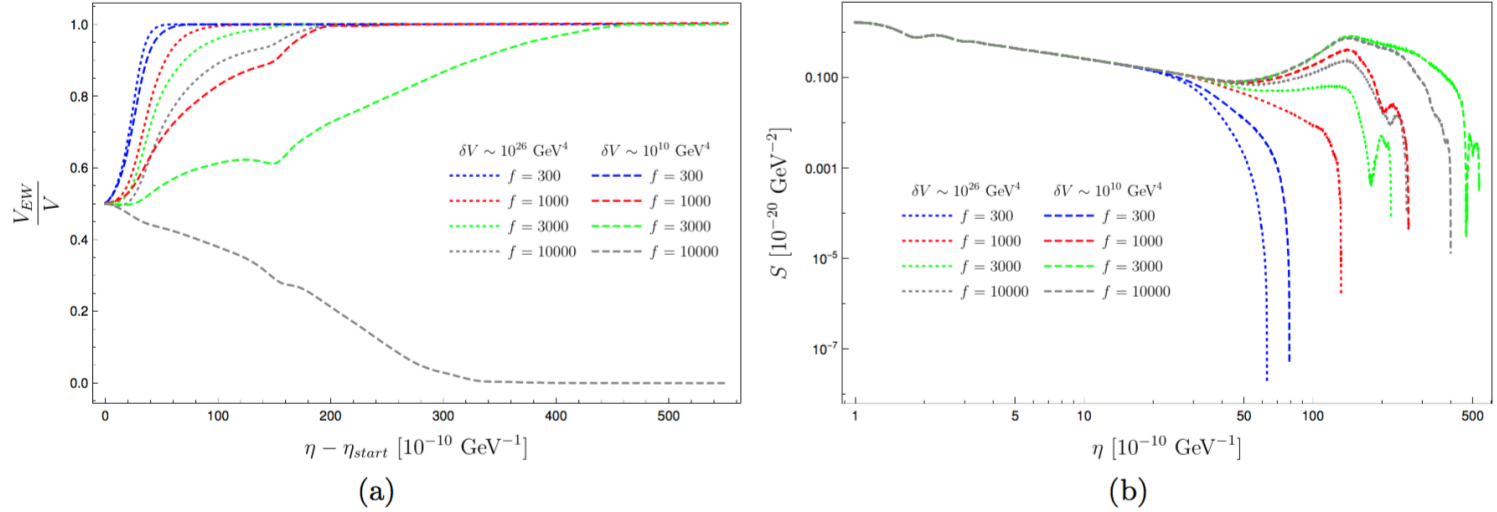 1.0
0.8
0.6
0.4
0.2
0.0
V_{EW}/V
δV ∼ 10^{26} GeV^4 δV ∼ 10^{10} GeV^4
f = 300 f = 300
f = 1000 f = 1000
f = 3000 f = 3000
f = 10000 f = 10000
0 100 200 300 400 500
η − η_{start} [10^{−10} GeV^{−1}]
(a)
0.100
0.001
10^{-5}
10^{-7}
S [10^{−20} GeV^{−2}]
δV ∼ 10^{26} GeV^4 δV ∼ 10^{10} GeV^4
f = 300 f = 300
f = 1000 f = 1000
f = 3000 f = 3000
f = 10000 f = 10000
1 5 10 50 100 500
η [10^{−10} GeV^{−1}]
(b)